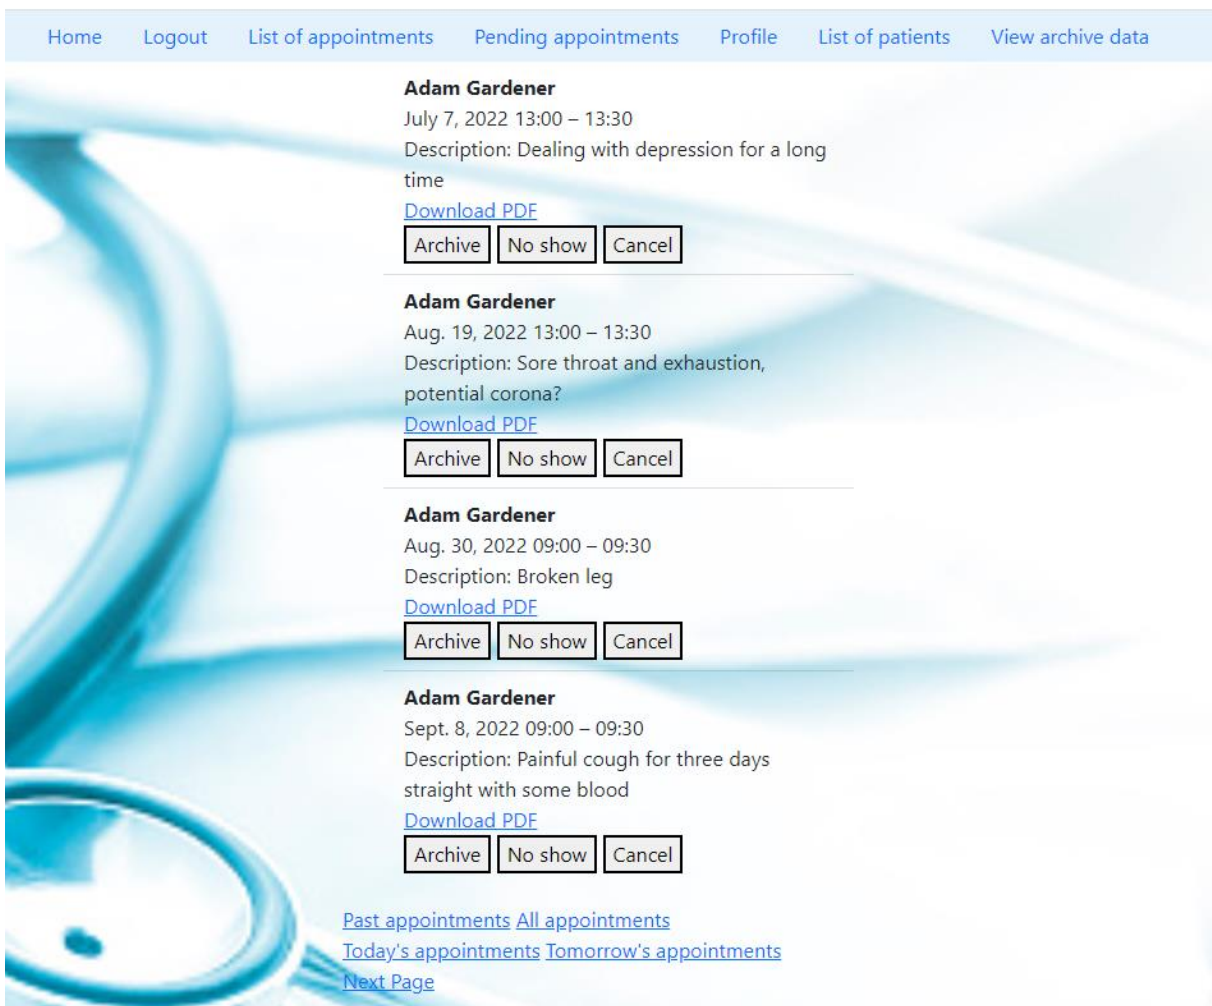 Home Logout List of appointments Pending appointments Profile List of patients View archive data
Adam Gardener
July 7, 2022 13:00 – 13:30
Description: Dealing with depression for a long
time
Download PDF
Archive No show Cancel
Adam Gardener
Aug. 19, 2022 13:00 – 13:30
Description: Sore throat and exhaustion,
potential corona?
Download PDF
Archive No show Cancel
Adam Gardener
Aug. 30, 2022 09:00 – 09:30
Description: Broken leg
Download PDF
Archive No show Cancel
Adam Gardener
Sept. 8, 2022 09:00 – 09:30
Description: Painful cough for three days
straight with some blood
Download PDF
Archive No show Cancel
Past appointments All appointments
Today's appointments Tomorrow's appointments
Next Page